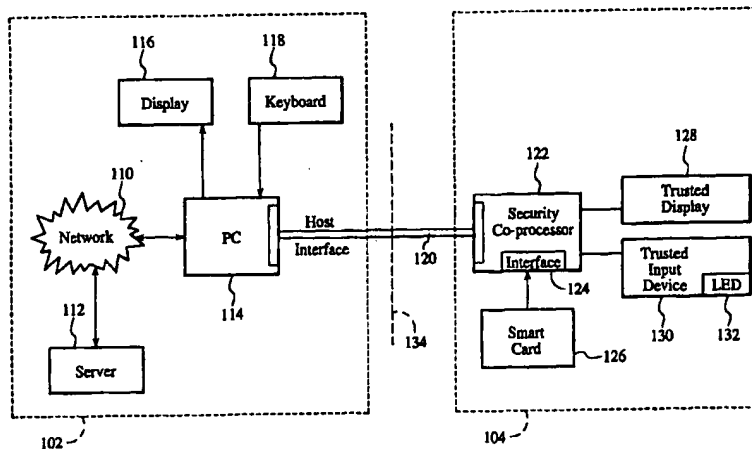 116
118
Display
Keyboard
110
Network
PC
Host
Interface
120
114
112
Server
102
134
122
128
Security
Co-processor
Trusted
Display
Interface
124
Trusted
Input
Device
LED
130
132
Smart
Card
126
104